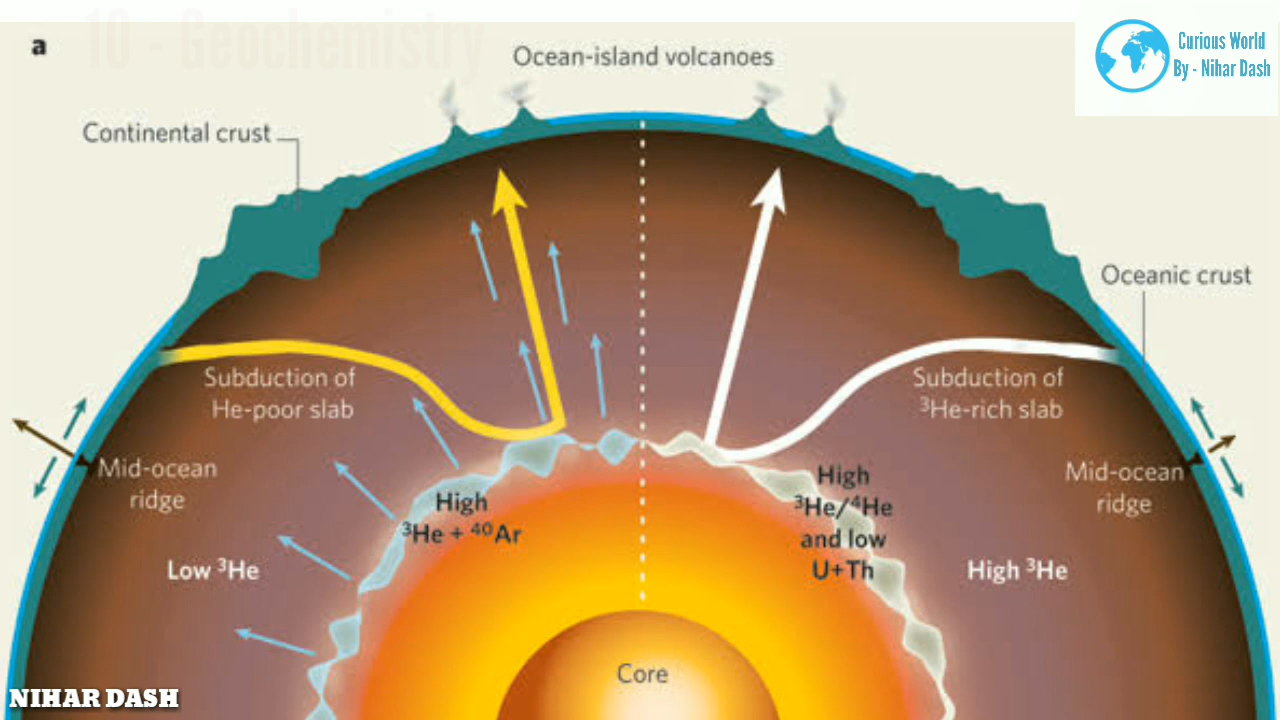 10 - Geochemistry
a
Ocean-island volcanoes
Curious World
By - Nihar Dash
Continental crust
Oceanic crust
Subduction of
He-poor slab
Subduction of
³He-rich slab
Mid-ocean
ridge
Mid-ocean
ridge
High
³He + ⁴⁰Ar
High
³He/⁴He
and low
U+Th
Low ³He
High ³He
Core
NIHAR DASH